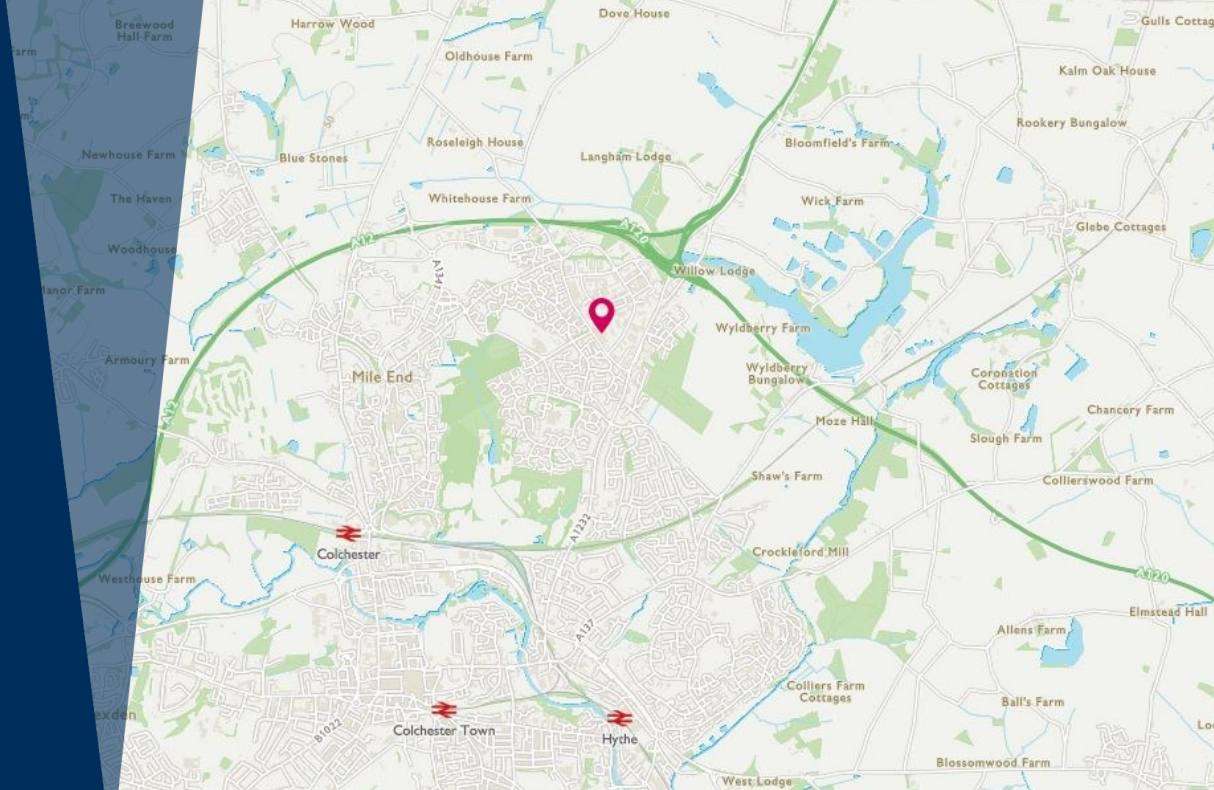 Breewood
Hall Farm
Harrow Wood
Dove House
Gulls Cottag
Oldhouse Farm
Kalm Oak House
Rookery Bungalow
Newhouse Farm
Blue Stones
Roseleigh House
Langham Lodge
Bloomfield's Farm
The Haven
Whitehouse Farm
Wick Farm
Globe Cottages
A12
A120
Woodhouse
A134
Willow Lodge
Manor Farm
Wyldberry Farm
Armoury Farm
Mile End
Wyldberry
Bungalow
Coronation
Cottages
A12
Chancery Farm
Moze Hall
Slough Farm
Shaw's Farm
Collierswood Farm
A1232
Colchester
Crockleford Mill
Westhouse Farm
A120
Elmstead Hall
A137
Allens Farm
Colliers Farm
Cottages
Ball's Farm
exden
B1022
Colchester Town
Hythe
Lo
Blossomwood Farm
West Lodge